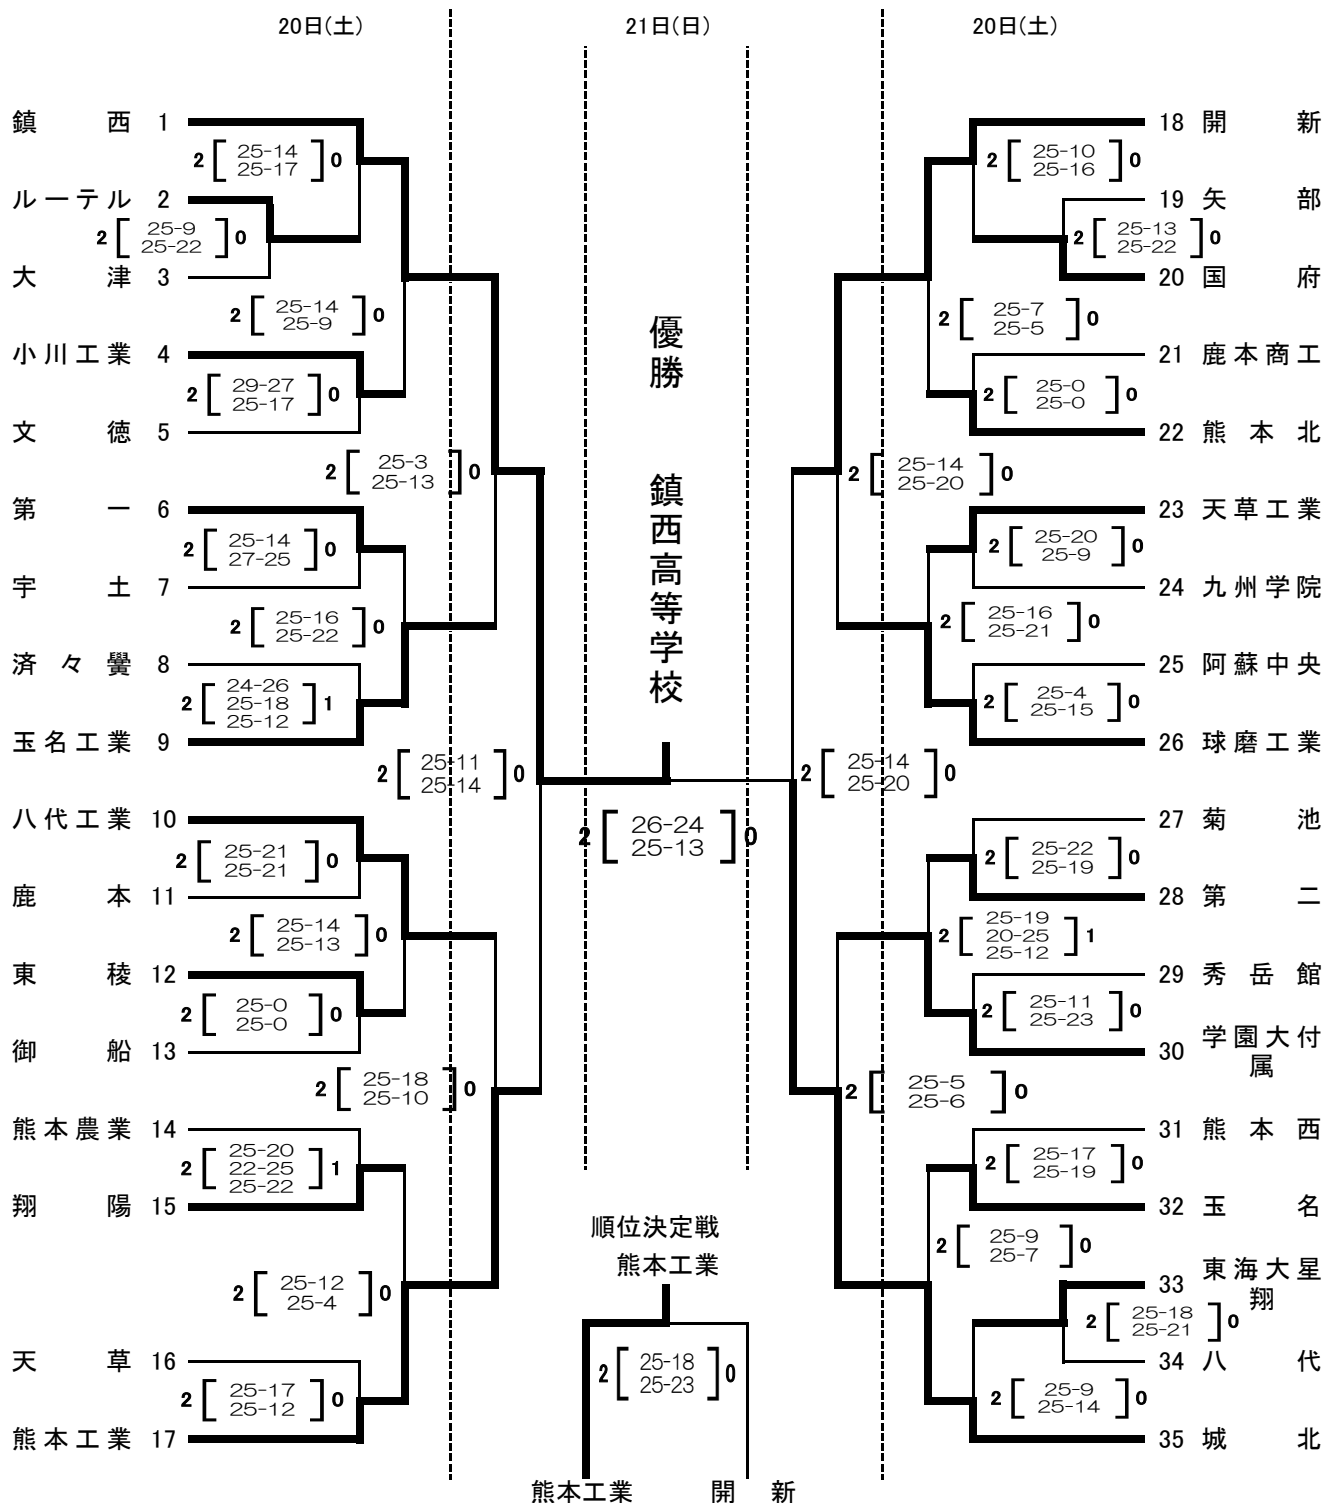 20日(土)
21日(日)
20日(土)
鎮西 1
2 [25-14 25-17] 0
ルーテル 2
2 [25-9 25-22] 0
大津 3
2 [25-14 25-9] 0
小川工業 4
2 [29-27 25-17] 0
文徳 5
2 [25-3 25-13] 0
第一 6
2 [25-14 27-25] 0
宇土 7
2 [25-16 25-22] 0
済々黌 8
2 [24-26 25-18 25-12] 1
玉名工業 9
2 [25-11 25-14] 0
八代工業 10
2 [25-21 25-21] 0
鹿本 11
2 [25-14 25-13] 0
東稜 12
2 [25-0 25-0] 0
御船 13
2 [25-18 25-10] 0
熊本農業 14
2 [25-20 22-25 25-22] 1
翔陽 15
2 [25-12 25-4] 0
天草 16
2 [25-17 25-12] 0
熊本工業 17
優勝 鎮西高等学校
2 [26-24 25-13] 0
順位決定戦
熊本工業
2 [25-18 25-23] 0
熊本工業 開新
18 開新
2 [25-10 25-16] 0
19 矢部
2 [25-13 25-22] 0
20 国府
2 [25-7 25-5] 0
21 鹿本商工
2 [25-0 25-0] 0
22 熊本北
2 [25-14 25-20] 0
23 天草工業
2 [25-20 25-9] 0
24 九州学院
2 [25-16 25-21] 0
25 阿蘇中央
2 [25-4 25-15] 0
26 球磨工業
2 [25-14 25-20] 0
27 菊池
2 [25-22 25-19] 0
28 第二
2 [25-19 20-25 25-12] 1
29 秀岳館
2 [25-11 25-23] 0
30 学園大付属
2 [25-5 25-6] 0
31 熊本西
2 [25-17 25-19] 0
32 玉名
2 [25-9 25-7] 0
33 東海大星翔
2 [25-18 25-21] 0
34 八代
2 [25-9 25-14] 0
35 城北